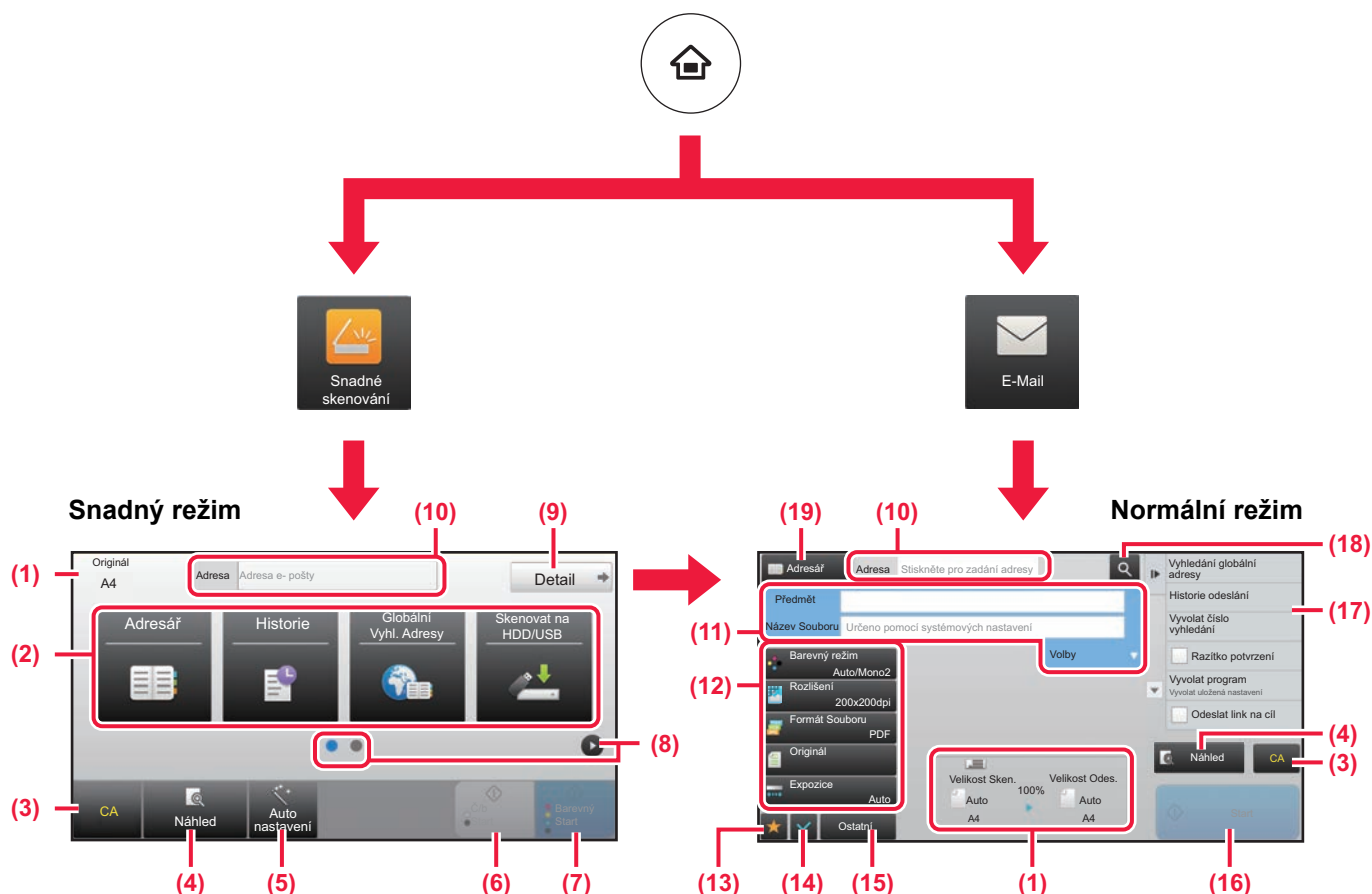 Snadné
skenování
E-Mail
Snadný režim
(10)
(9)
(1)
Originál
A4
Adresa
Adresa e- pošty
Detail
(2)
Adresář
Historie
Globální
Vyhl. Adresy
Skenovat na
HDD/USB
(8)
(3)
CA
Náhled
Auto
nastavení
Barevný
Start
(4)
(5)
(6)
(7)
Normální režim
(19)
(10)
(18)
Adresář
Adresa
Stiskněte pro zadání adresy
Vyhledání globální
adresy
Historie odeslání
(17)
Vyvolat číslo
vyhledání
Razítko potvrzení
Vyvolat program
Vyvolat uložená nastavení
Odeslat link na cíl
Předmět
(11)
Název Souboru
Určeno pomocí systémových nastavení
Volby
(12)
Barevný režim
Auto/Mono2
Rozlišení
200x200dpi
Formát Souboru
PDF
Originál
Expozice
Auto
Velikost Sken.
100%
Velikost Odes.
Auto
A4
Auto
A4
(4)
Náhled
CA
(3)
Ostatní
Start
(13)
(14)
(15)
(1)
(16)